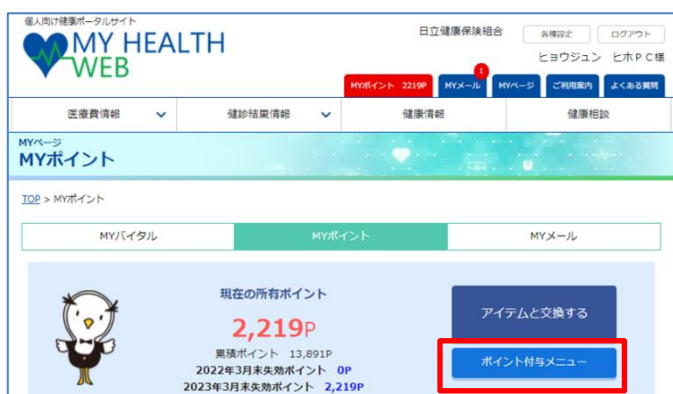 個人向け健康ポータルサイト
MY HEALTH
WEB
日立健康保険組合
各種設定
ログアウト
ヒョウジュン ヒホPC様
1
MYポイント 2219P
MYメール
MYページ
ご利用案内
よくある質問
医療費情報
健診結果情報
健康情報
健康相談
MYページ
MYポイント
TOP > MYポイント
MYバイタル
MYポイント
MYメール
現在の所有ポイント
2,219P
累積ポイント 13,891P
2022年3月末失効ポイント 0P
2023年3月末失効ポイント 2,219P
アイテムと交換する
ポイント付与メニュー